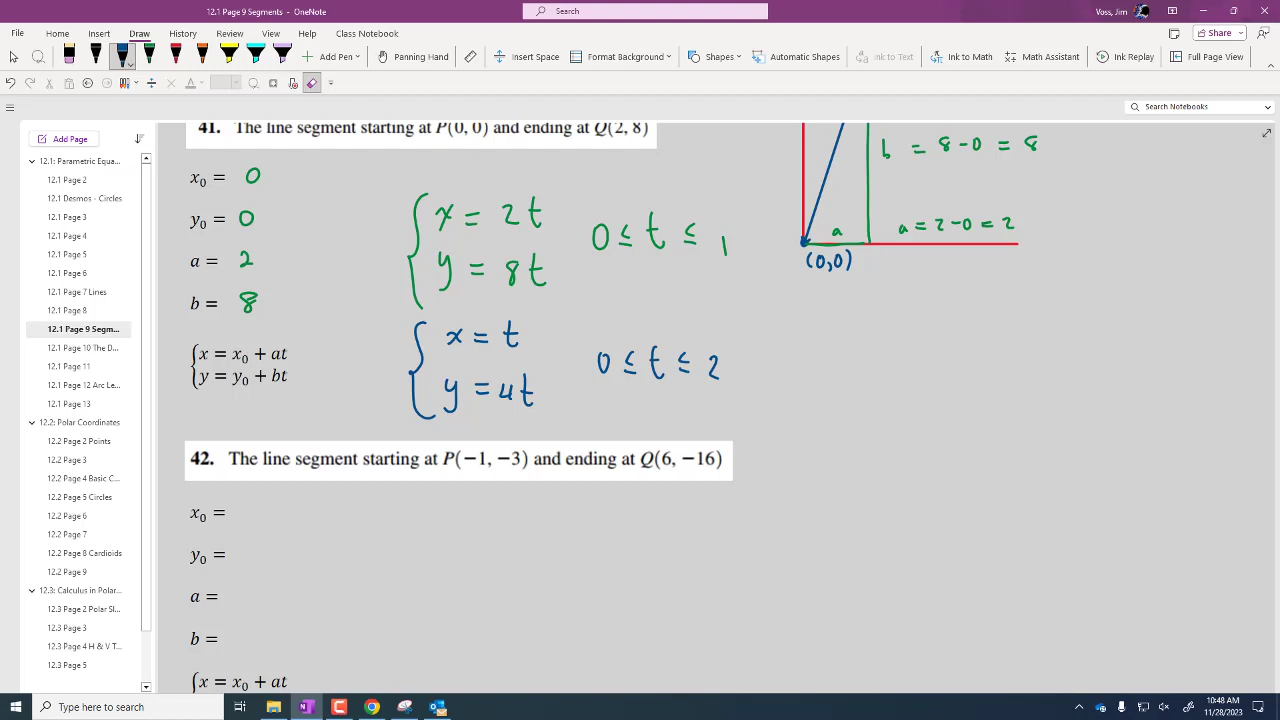 12.1 Page 9 Segments - OneNote
Search
Voss, Jim
File Home Insert Draw History Review View Help Class Notebook
Share
Panning Hand
Insert Space
Format Background
Shapes
Automatic Shapes
Ink to Text
Ink to Math
Math Assistant
Ink Replay
Full Page View
Search Notebooks
Add Page
12.1: Parametric Equa...
12.1 Page 2
12.1 Desmos - Circles
12.1 Page 3
12.1 Page 4
12.1 Page 5
12.1 Page 6
12.1 Page 7 Lines
12.1 Page 8
12.1 Page 9 Segm...
12.1 Page 10 The D...
12.1 Page 11
12.1 Page 12 Arc Le...
12.1 Page 13
12.2: Polar Coordinates
12.2 Page 2 Points
12.2 Page 3
12.2 Page 4 Basic C...
12.2 Page 5 Circles
12.2 Page 6
12.2 Page 7
12.2 Page 8 Cardioids
12.2 Page 9
12.3: Calculus in Polar...
12.3 Page 2 Polar Sl...
12.3 Page 3
12.3 Page 4 H & V T...
12.3 Page 5
41. The line segment starting at P(0, 0) and ending at Q(2, 8)
x₀ = 0
y₀ = 0
a = 2
b = 8
{x = x₀ + at
y = y₀ + bt
{x = 2t
y = 8t
0 ≤ t ≤ 1
{x = t
y = 4t
0 ≤ t ≤ 2
b = 8 - 0 = 8
a
a = 2 - 0 = 2
(0,0)
42. The line segment starting at P(−1, −3) and ending at Q(6, −16)
x₀ =
y₀ =
a =
b =
{x = x₀ + at
Type here to search
10:48 AM
11/28/2023